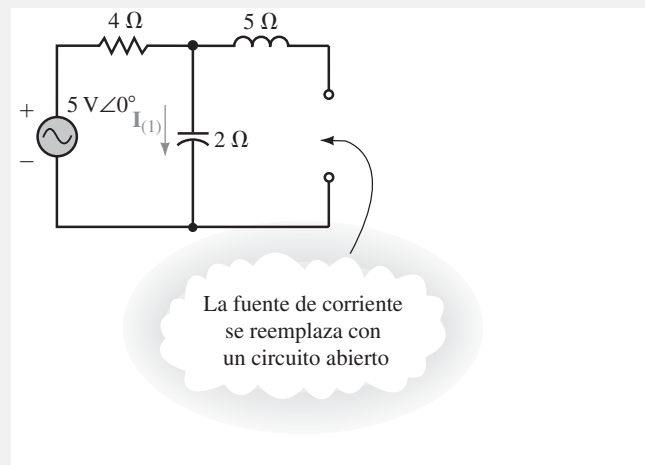 4 Ω
5 Ω
+
5 V∠0°
I(1)
2 Ω
–
La fuente de corriente
se reemplaza con
un circuito abierto